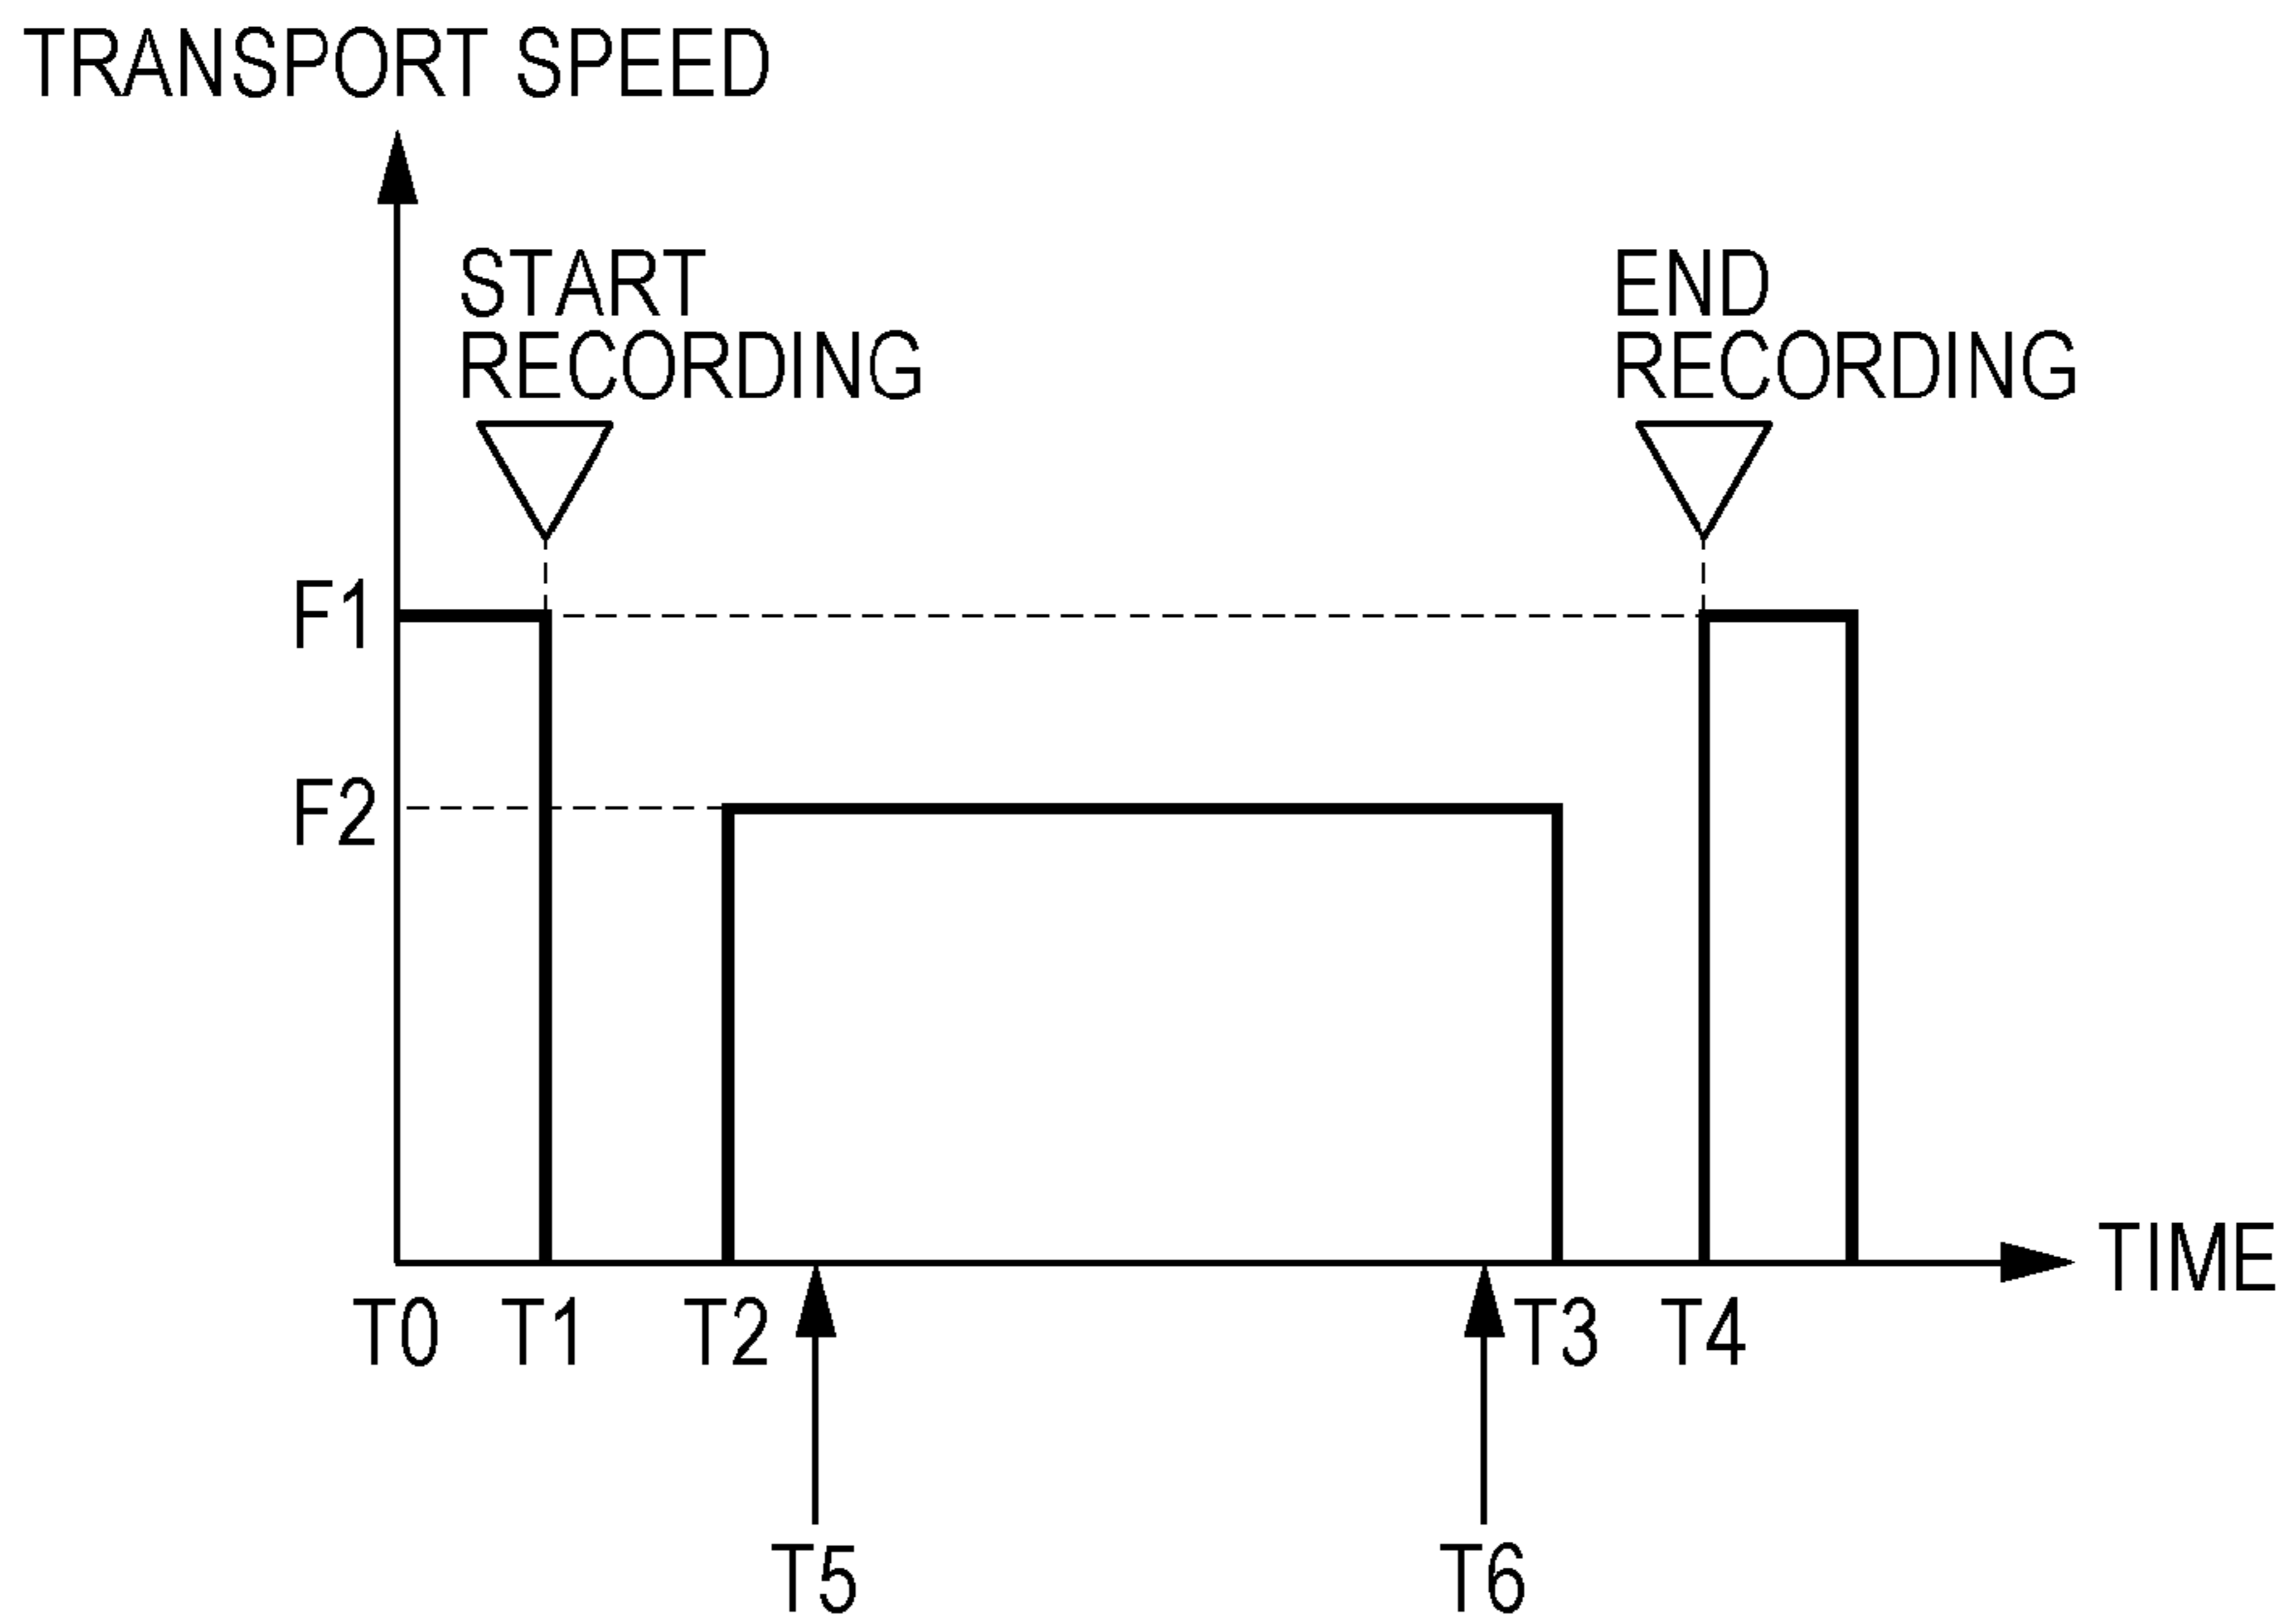 TRANSPORT SPEED
START
RECORDING
END
RECORDING
F1
F2
TIME
T0 T1 T2 T3 T4
T5 T6